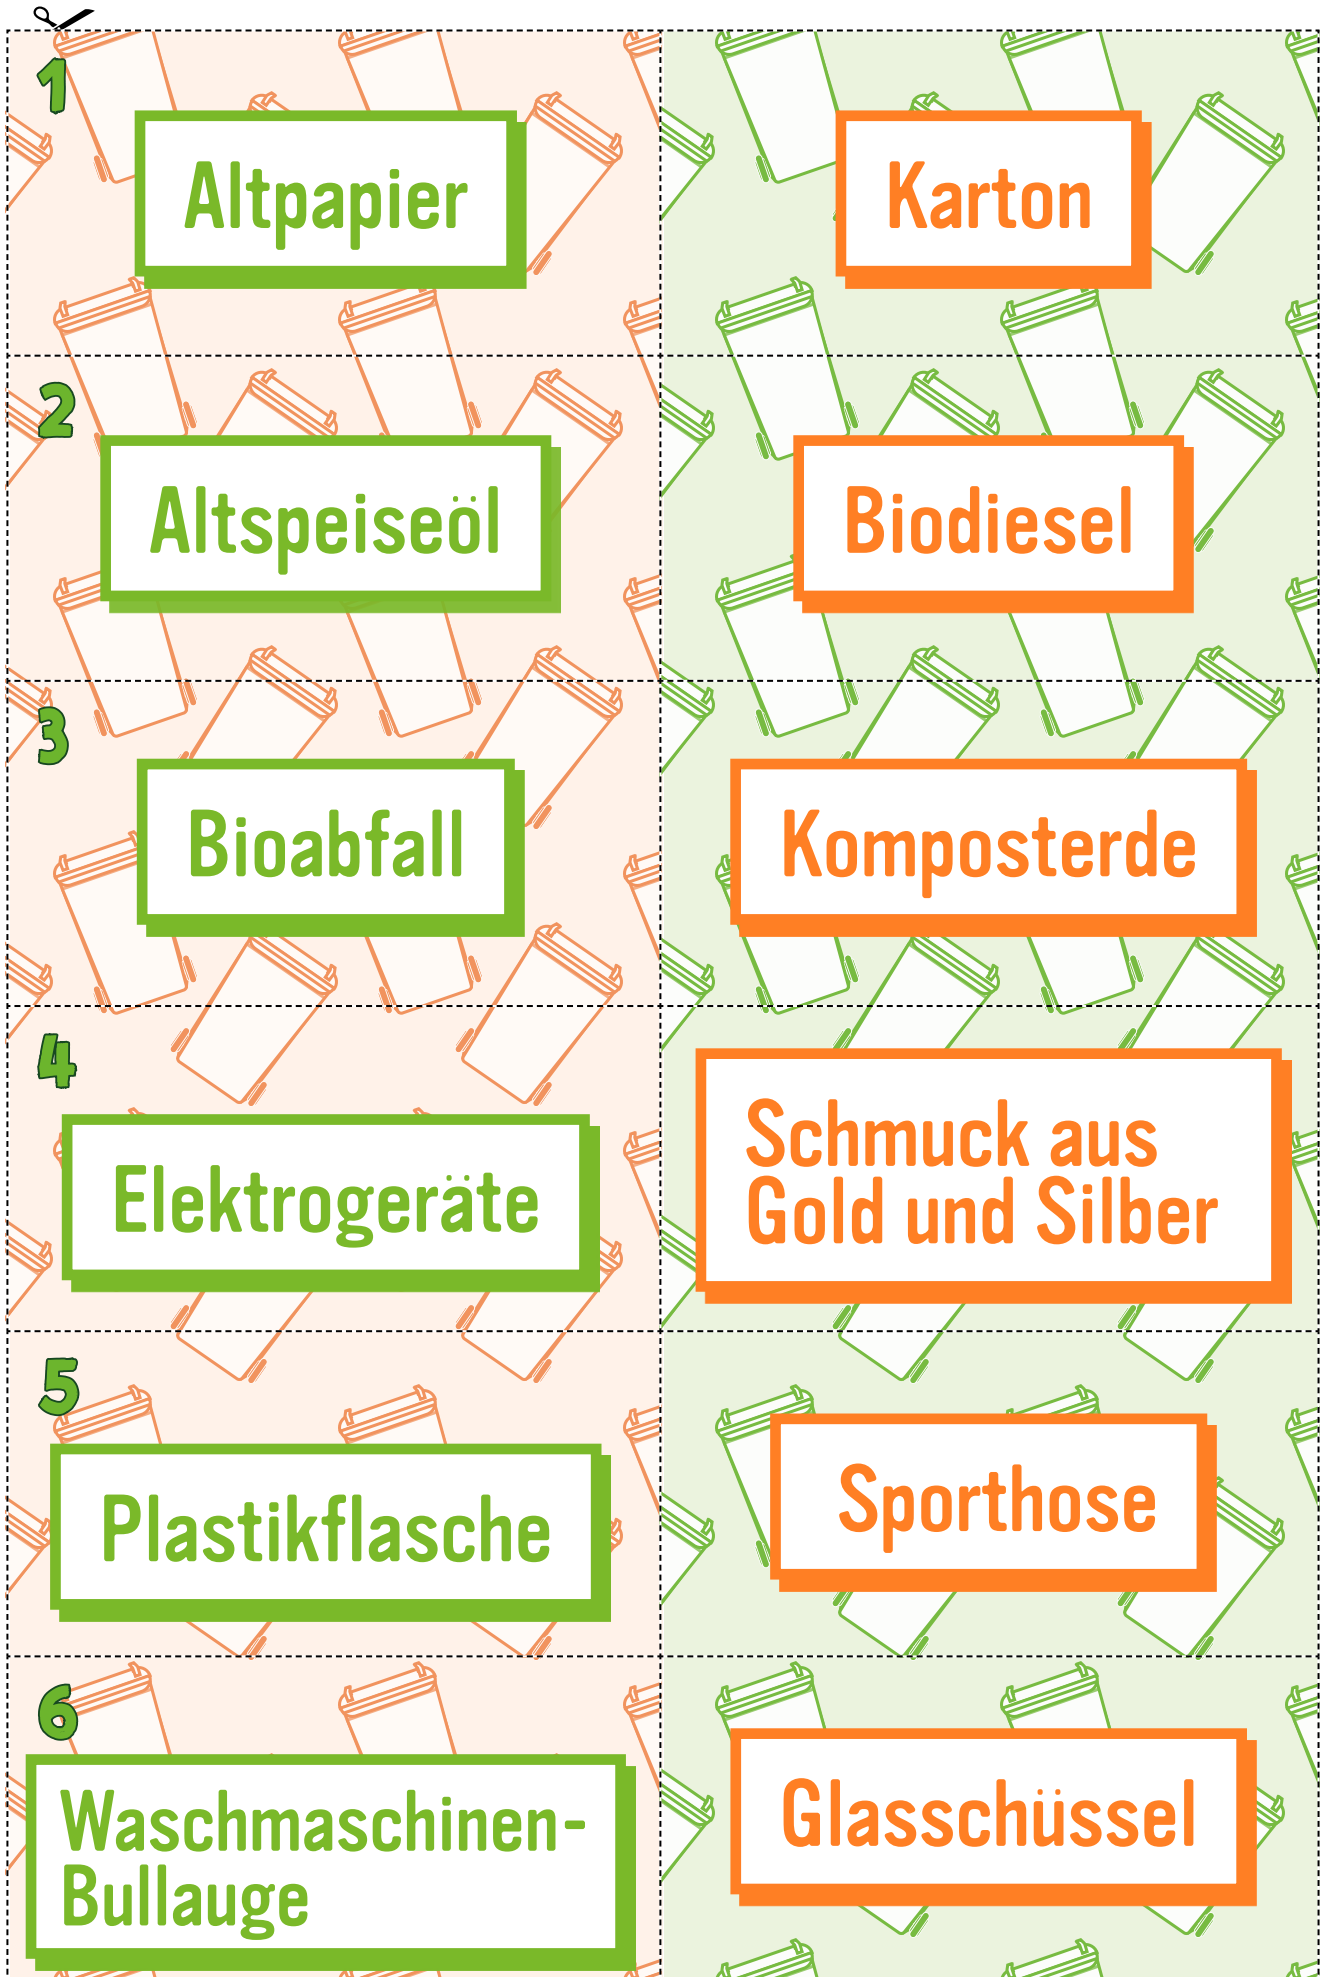 1
Altpapier
Karton
2
Altspeiseöl
Biodiesel
3
Bioabfall
Komposterde
4
Elektrogeräte
Schmuck aus
Gold und Silber
5
Plastikflasche
Sporthose
6
Waschmaschinen-
Bullauge
Glasschüssel